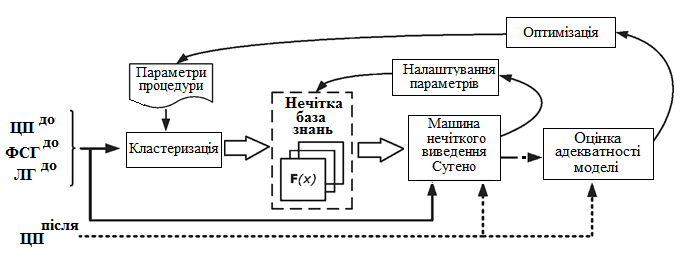 Оптимізація
Параметри
процедури
Налаштування
параметрів
Нечітка
база
знань
ЦП до
ФСГ до
ЛГ до
Кластеризація
F(x)
Машина
нечіткого
виведення
Сугено
Оцінка
адекватності
моделі
ЦП після